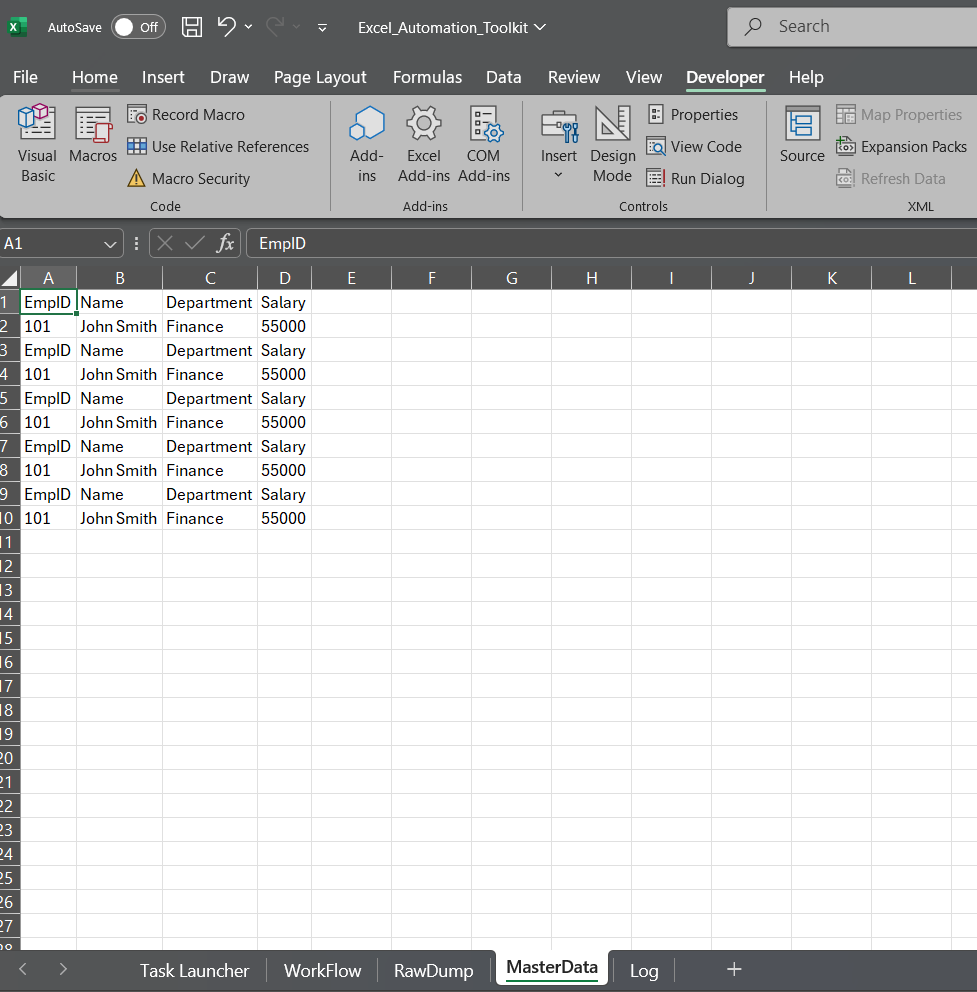 AutoSave Off Excel_Automation_Toolkit Search
File Home Insert Draw Page Layout Formulas Data Review View Developer Help
Visual Basic
Macros
Record Macro
Use Relative References
Macro Security
Code
Add-ins
Excel Add-ins
COM Add-ins
Add-ins
Insert
Design Mode
Properties
View Code
Run Dialog
Controls
Source
Map Properties
Expansion Packs
Refresh Data
XML
A1 fx EmpID
A B C D E F G H I J K L
1 EmpID Name Department Salary
2 101 John Smith Finance 55000
3 EmpID Name Department Salary
4 101 John Smith Finance 55000
5 EmpID Name Department Salary
6 101 John Smith Finance 55000
7 EmpID Name Department Salary
8 101 John Smith Finance 55000
9 EmpID Name Department Salary
10 101 John Smith Finance 55000
11
12
13
14
15
16
17
18
19
20
21
22
23
24
25
26
27
28
Task Launcher WorkFlow RawDump MasterData Log